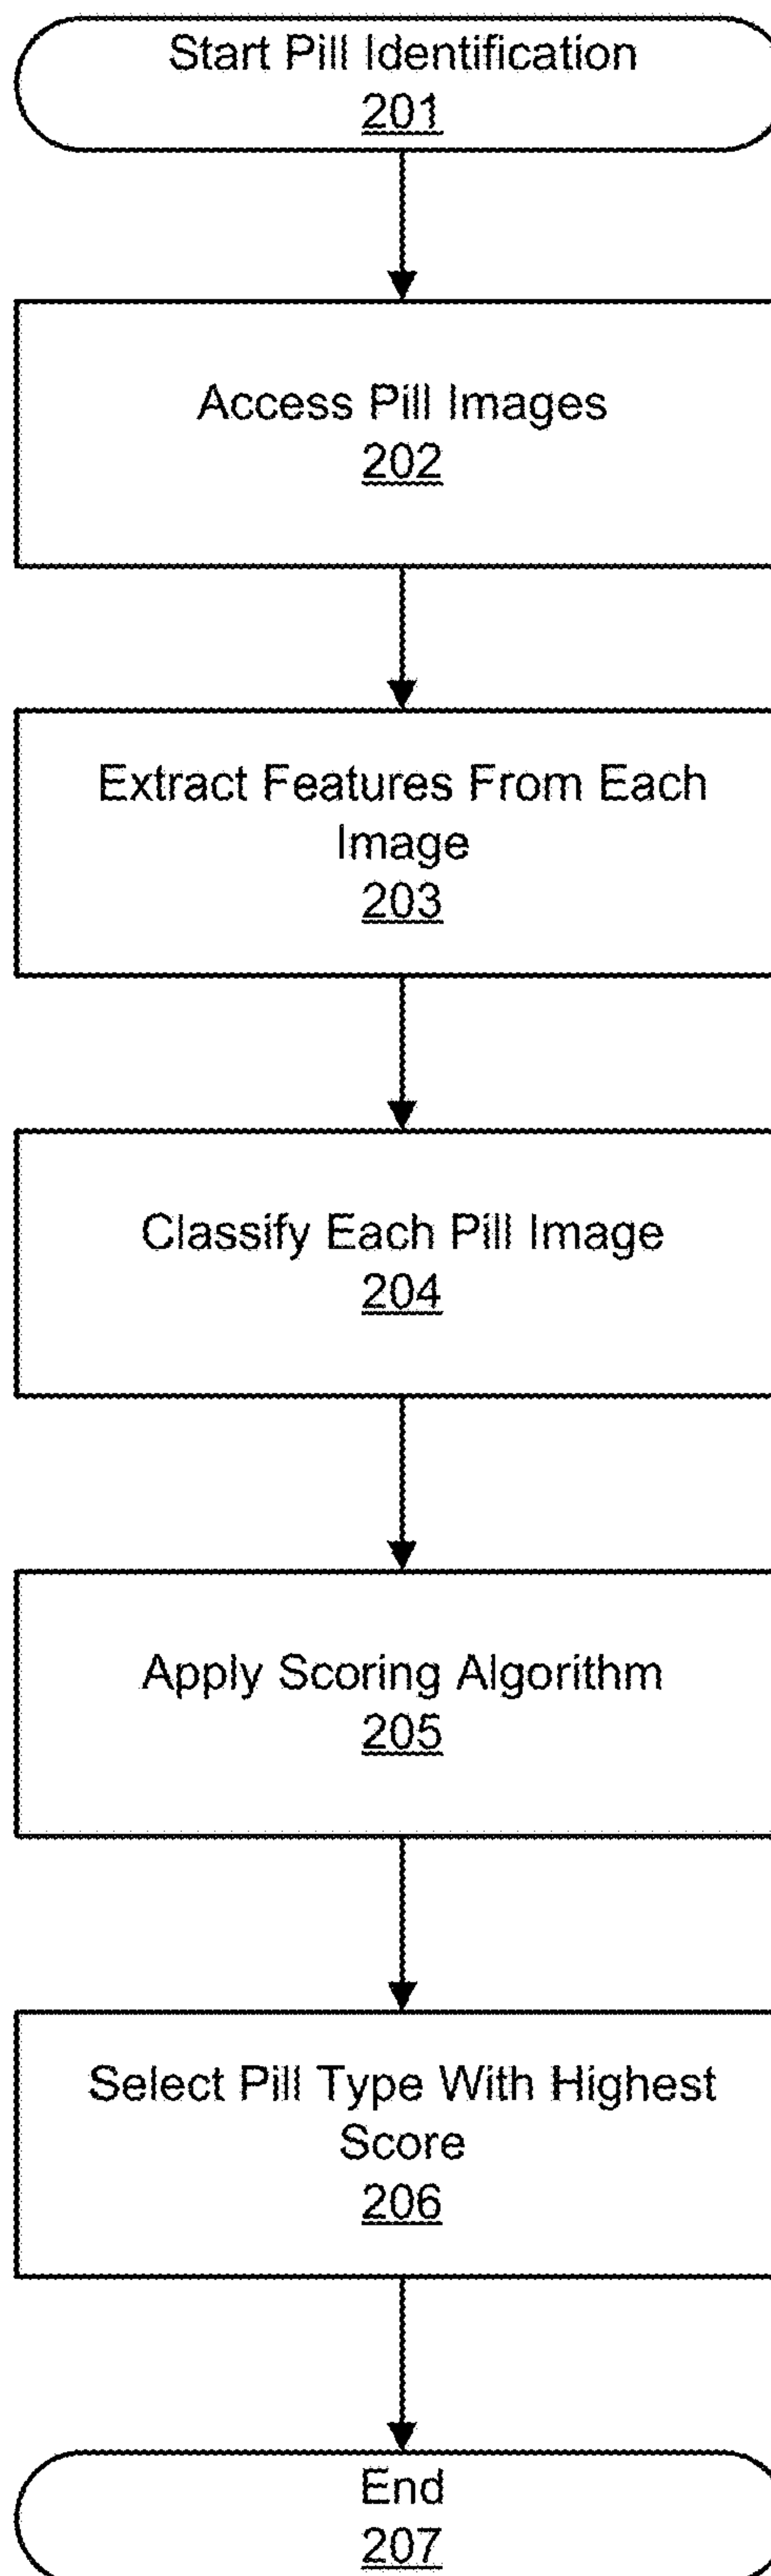 Start Pill Identification
201
Access Pill Images
202
Extract Features From Each
Image
203
Classify Each Pill Image
204
Apply Scoring Algorithm
205
Select Pill Type With Highest
Score
206
End
207